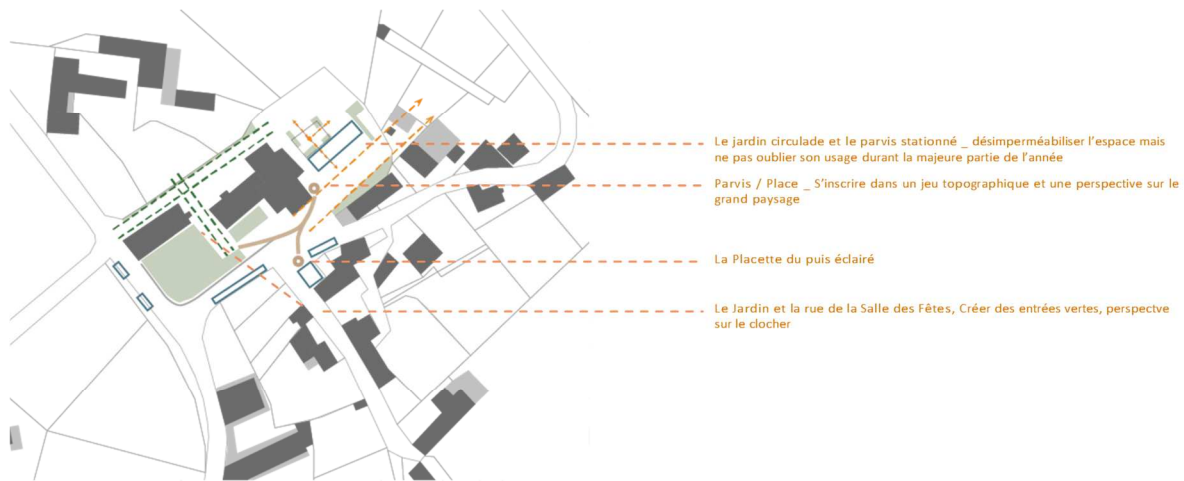 Le jardin circulade et le parvis stationné _ désimperméabiliser l'espace mais
ne pas oublier son usage durant la majeure partie de l'année
Parvis / Place _ S'inscrire dans un jeu topographique et une perspective sur le
grand paysage
La Placette du puis éclairé
Le Jardin et la rue de la Salle des Fêtes, Créer des entrées vertes, perspectve
sur le clocher